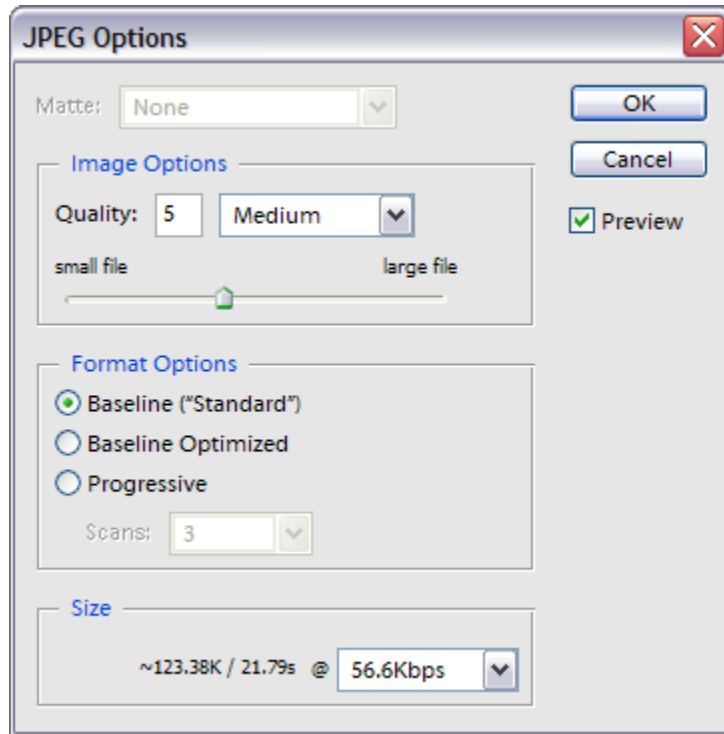 JPEG Options
Matte: None
OK
Cancel
Preview
Image Options
Quality: 5 Medium
small file large file
Format Options
Baseline (“Standard”)
Baseline Optimized
Progressive
Scans: 3
Size
~123.38K / 21.79s @ 56.6Kbps